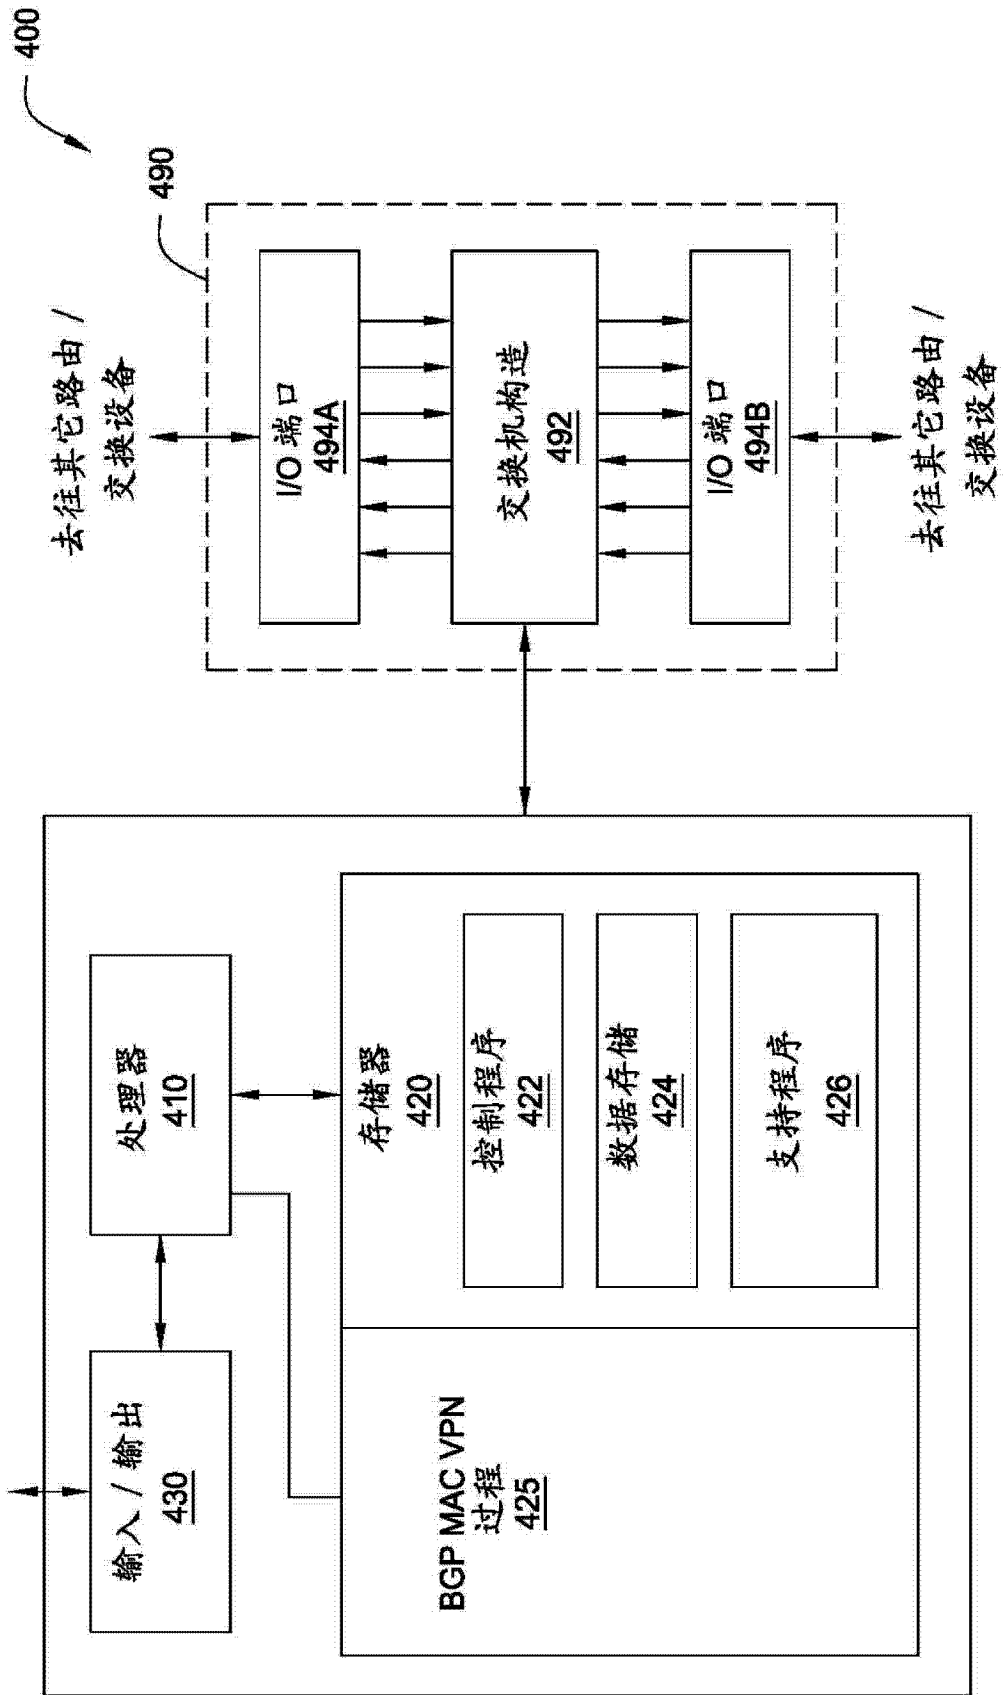 400
490
输入 / 输出
430
处理器
410
BGP MAC VPN
过程
425
存储器
420
控制程序
422
数据存储
424
支持程序
426
去往其它路由 /
交换设备
I/O 端口
494A
交换机构造
492
I/O 端口
494B
去往其它路由 /
交换设备